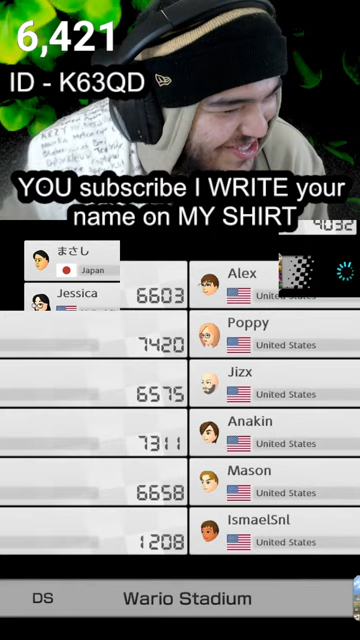 6,421
ID - K63QD
YOU subscribe I WRITE your
name on MY SHIRT
4032
まさし
Japan
Jessica
6603
Alex
United States
7420
Poppy
United States
6575
Jizx
United States
7311
Anakin
United States
6658
Mason
United States
1208
IsmaelSnl
United States
DS Wario Stadium